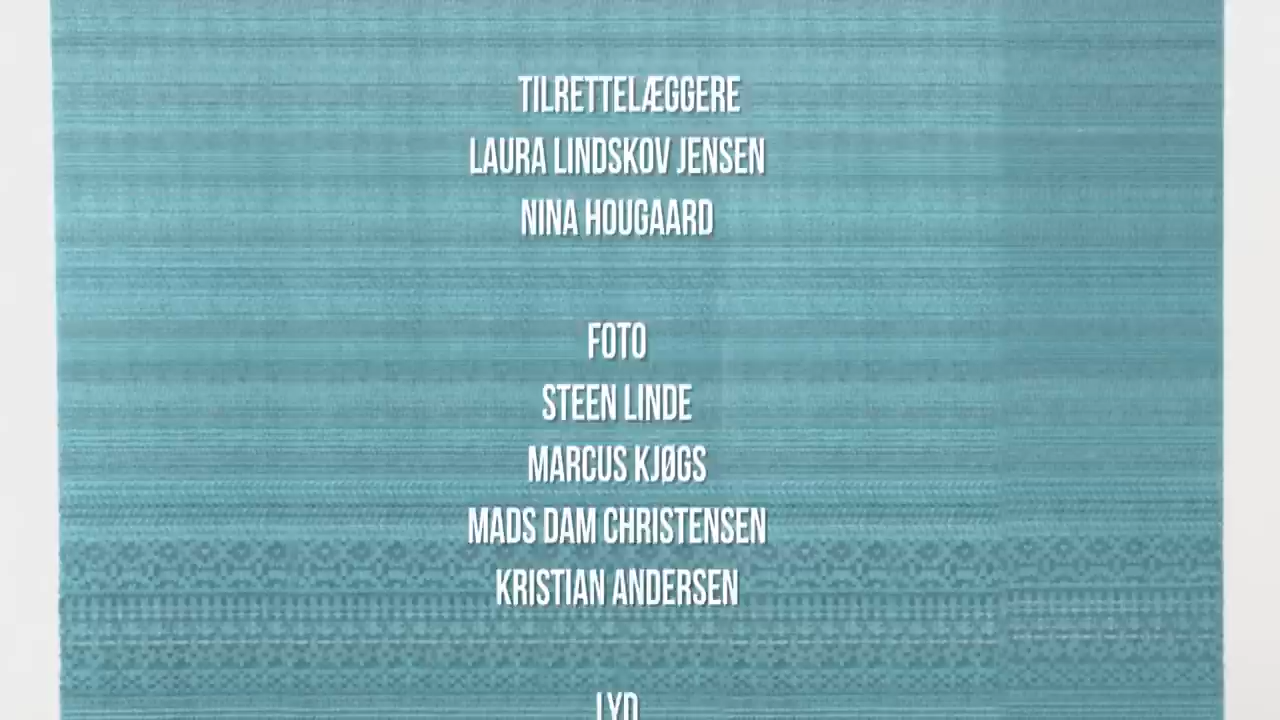 TILRETTELÆGGERE
LAURA LINDSKOV JENSEN
NINA HOUGAARD
FOTO
STEEN LINDE
MARCUS KJØGS
MADS DAM CHRISTENSEN
KRISTIAN ANDERSEN
LYD